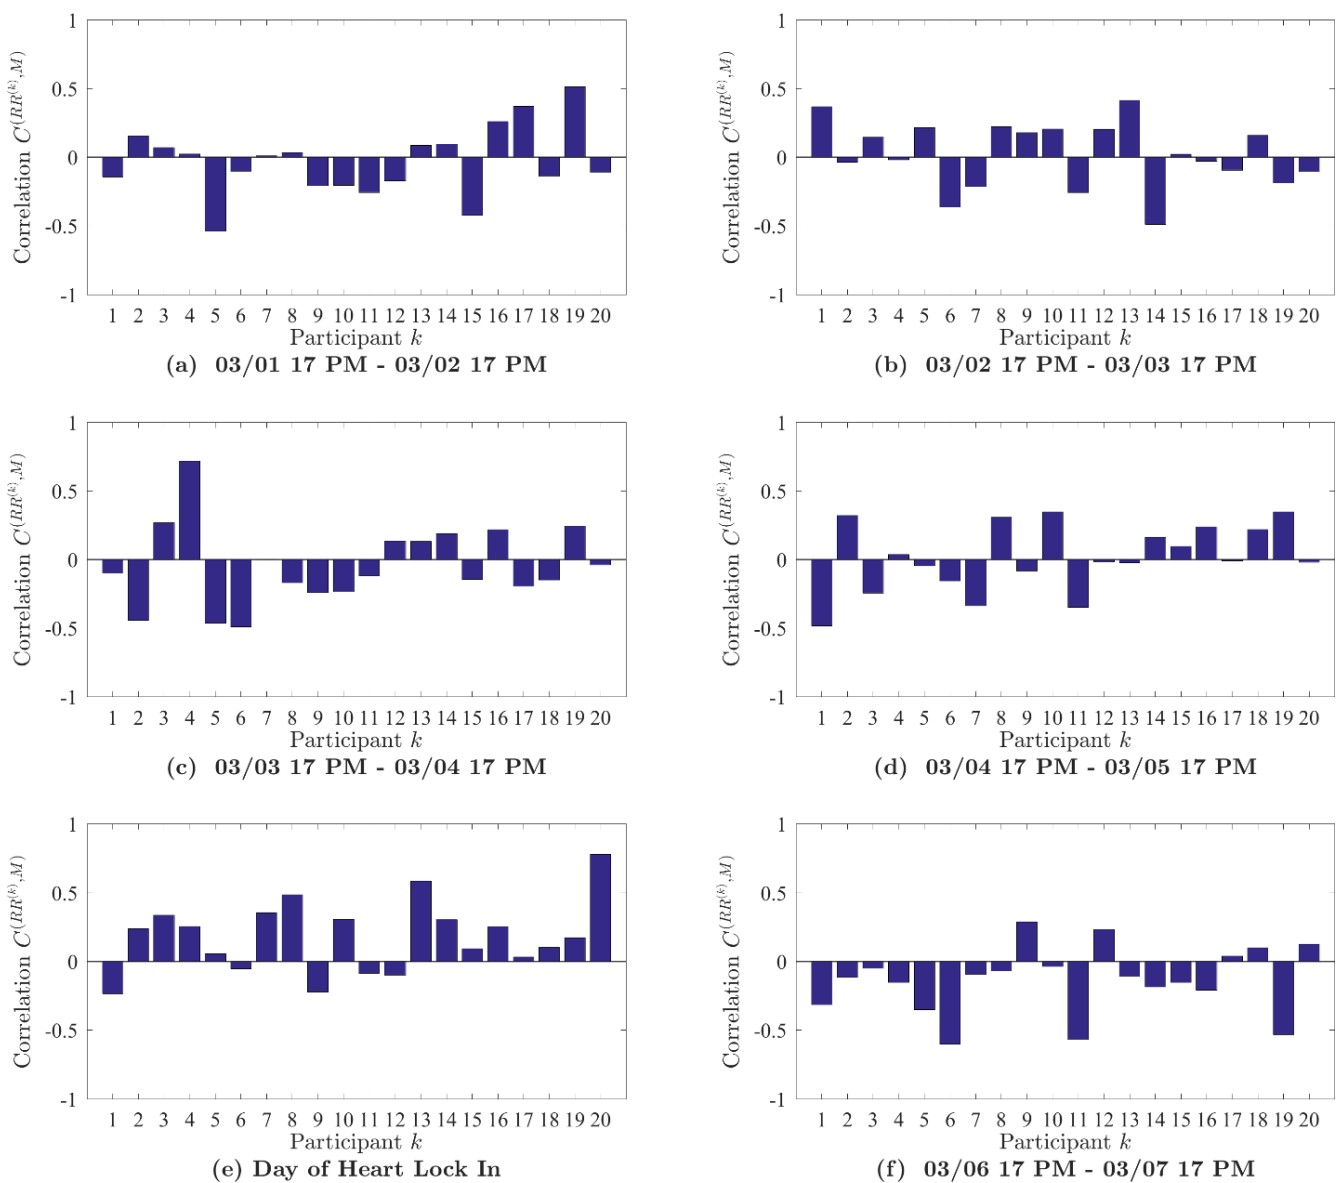 1
0.5
0
-0.5
-1
Correlation C^(RR^(k),M)
1 2 3 4 5 6 7 8 9 10 11 12 13 14 15 16 17 18 19 20
Participant k
(a) 03/01 17 PM - 03/02 17 PM
1
0.5
0
-0.5
-1
Correlation C^(RR^(k),M)
1 2 3 4 5 6 7 8 9 10 11 12 13 14 15 16 17 18 19 20
Participant k
(b) 03/02 17 PM - 03/03 17 PM
1
0.5
0
-0.5
-1
Correlation C^(RR^(k),M)
1 2 3 4 5 6 7 8 9 10 11 12 13 14 15 16 17 18 19 20
Participant k
(c) 03/03 17 PM - 03/04 17 PM
1
0.5
0
-0.5
-1
Correlation C^(RR^(k),M)
1 2 3 4 5 6 7 8 9 10 11 12 13 14 15 16 17 18 19 20
Participant k
(d) 03/04 17 PM - 03/05 17 PM
1
0.5
0
-0.5
-1
Correlation C^(RR^(k),M)
1 2 3 4 5 6 7 8 9 10 11 12 13 14 15 16 17 18 19 20
Participant k
(e) Day of Heart Lock In
1
0.5
0
-0.5
-1
Correlation C^(RR^(k),M)
1 2 3 4 5 6 7 8 9 10 11 12 13 14 15 16 17 18 19 20
Participant k
(f) 03/06 17 PM - 03/07 17 PM